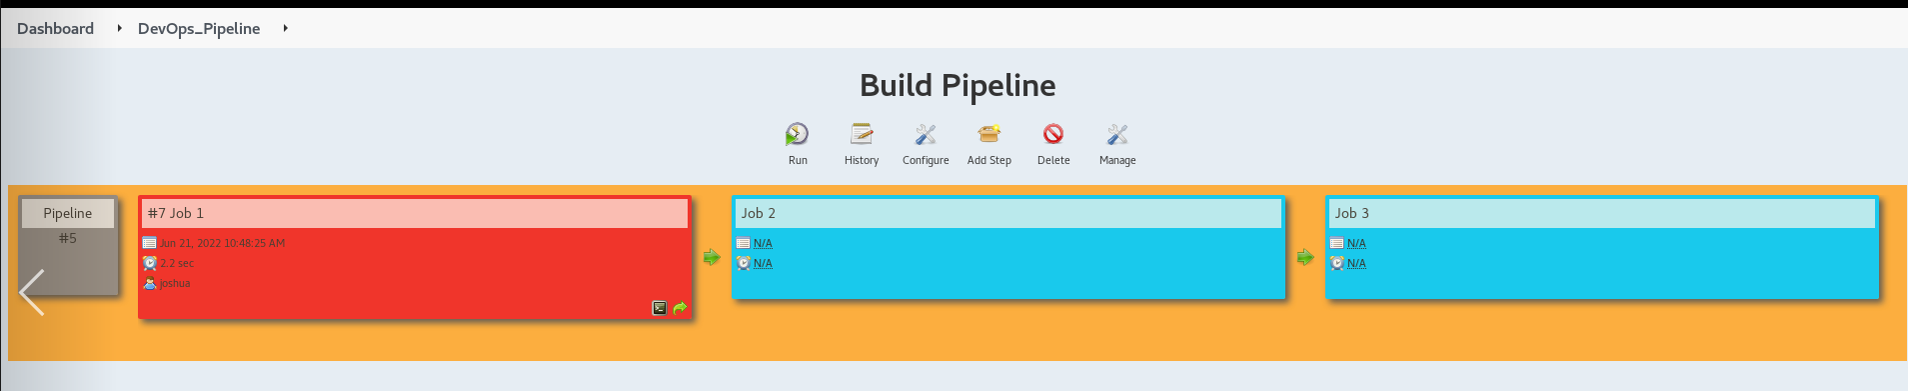 Dashboard DevOps_Pipeline
Build Pipeline
Run History Configure Add Step Delete Manage
Pipeline
#5
#7 Job 1
Jun 21, 2022 10:48:25 AM
2.2 sec
joshua
Job 2
N/A
N/A
Job 3
N/A
N/A